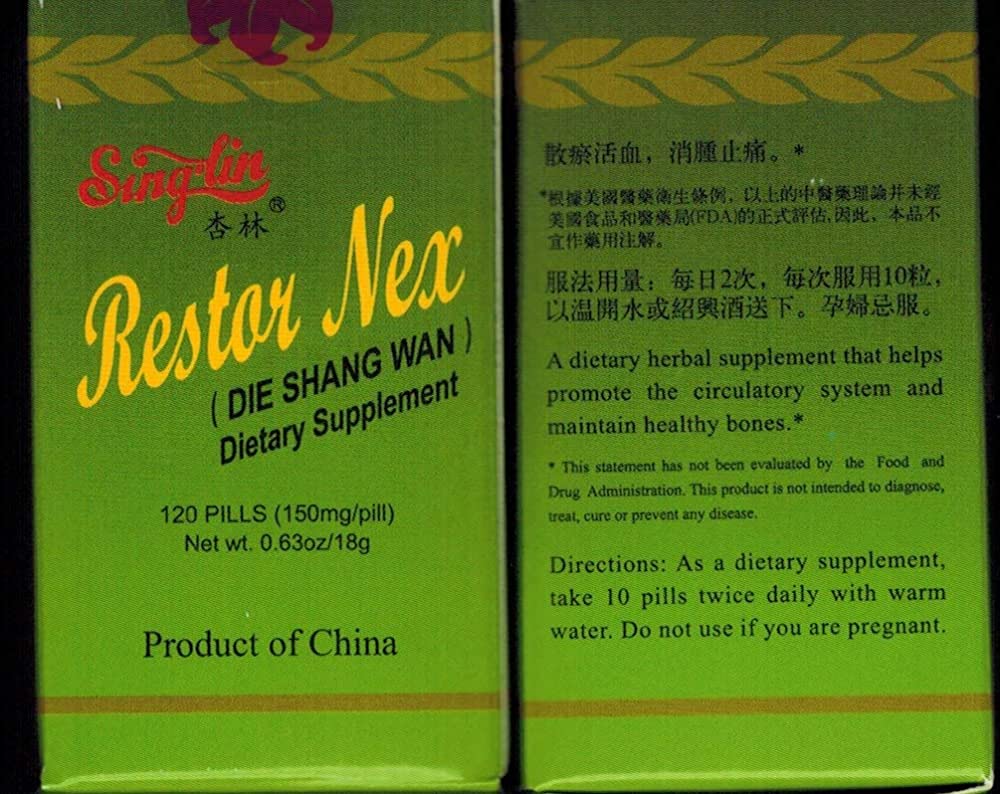 Sing-lin
杏林®
Restor Nex
( DIE SHANG WAN )
Dietary Supplement
120 PILLS (150mg/pill)
Net wt. 0.63oz/18g
Product of China
散瘀活血，消腫止痛。*
*根據美國醫藥衛生條例，以上的中醫藥理論并未經
美國食品和醫藥局(FDA)的正式評估,因此，本品不
宜作藥用注解。
服法用量：每日2次，每次服用10粒，
以温開水或紹興酒送下。孕婦忌服。
A dietary herbal supplement that helps
promote the circulatory system and
maintain healthy bones.*
* This statement has not been evaluated by the Food and
Drug Administration. This product is not intended to diagnose,
treat, cure or prevent any disease.
Directions: As a dietary supplement,
take 10 pills twice daily with warm
water. Do not use if you are pregnant.